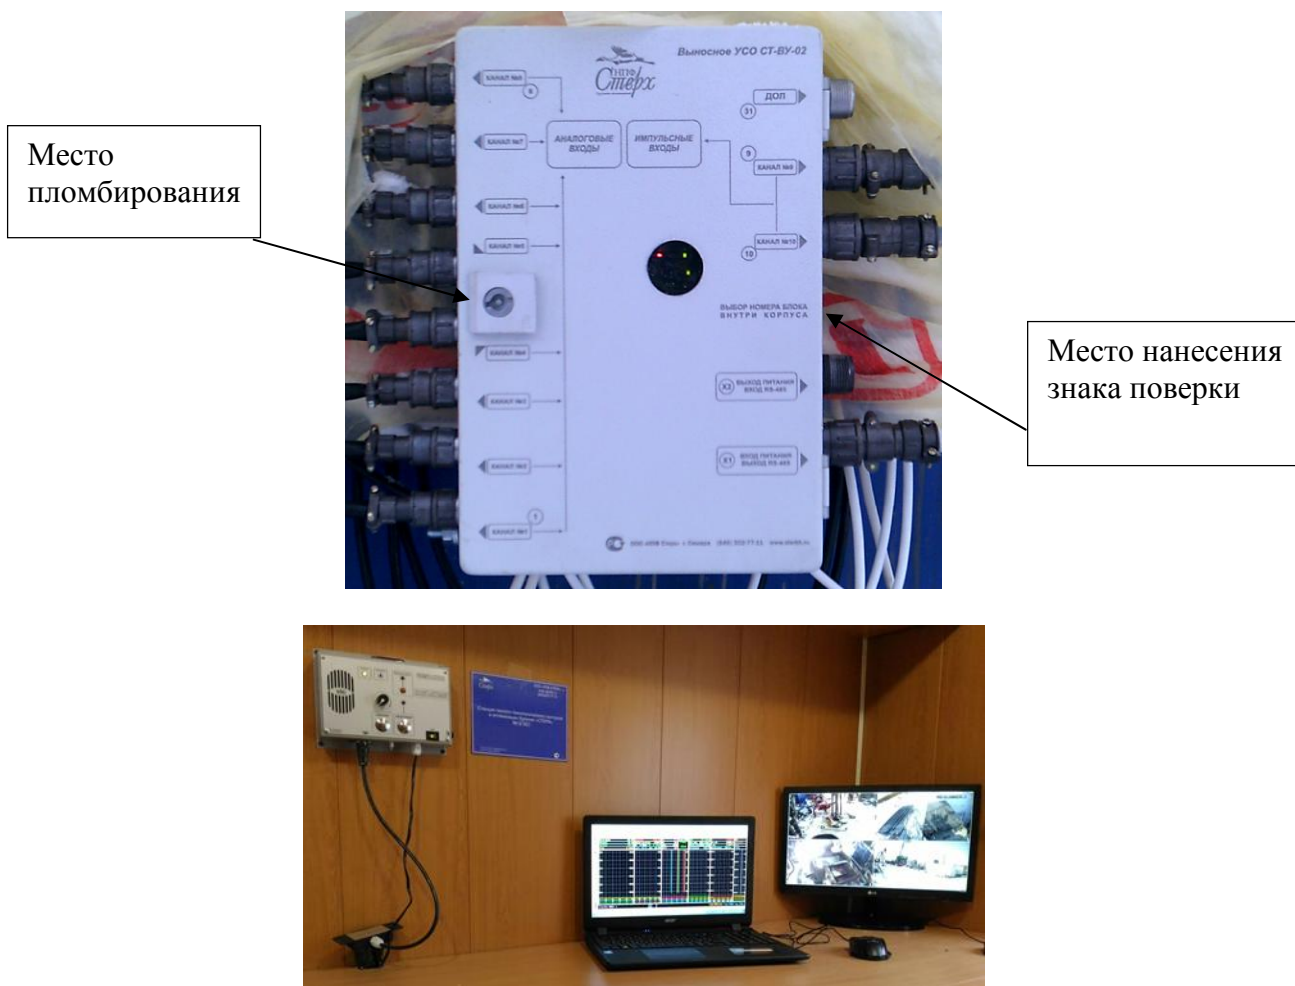 Место
пломбирования
Выносное УСО СТ-ВУ-02
НПФ
Стерх
КАНАЛ №8
8
ДОП
31
КАНАЛ №7
АНАЛОГОВЫЕ
ВХОДЫ
ИМПУЛЬСНЫЕ
ВХОДЫ
9
КАНАЛ №9
КАНАЛ №6
КАНАЛ №5
КАНАЛ №10
10
ВЫБОР НОМЕРА БЛОКА
ВНУТРИ КОРПУСА
КАНАЛ №4
X2
ВЫХОД ПИТАНИЯ
ВХОД RS-485
КАНАЛ №3
X1
ВХОД ПИТАНИЯ
ВЫХОД RS-485
КАНАЛ №2
1
КАНАЛ №1
Место нанесения
знака поверки
Стерх